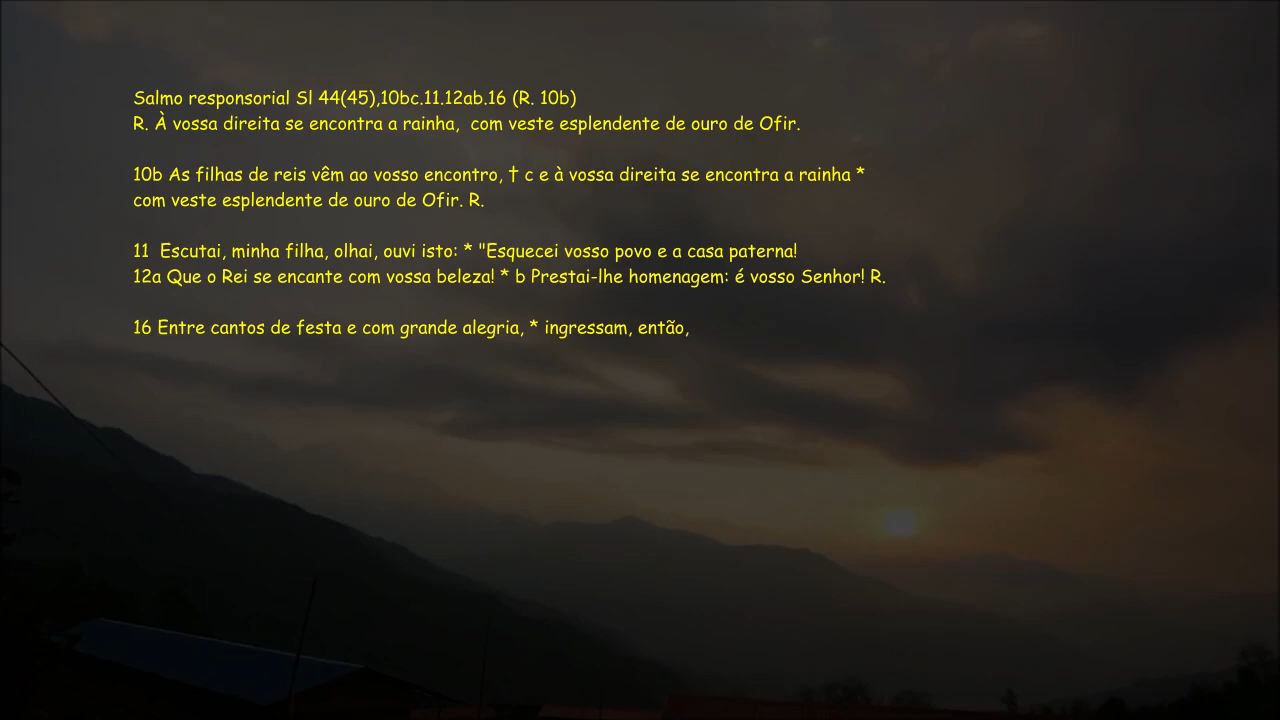 Salmo responsorial Sl 44(45),10bc.11.12ab.16 (R. 10b)
R. À vossa direita se encontra a rainha,  com veste esplendente de ouro de Ofir.
10b As filhas de reis vêm ao vosso encontro, † c e à vossa direita se encontra a rainha *
com veste esplendente de ouro de Ofir. R.
11  Escutai, minha filha, olhai, ouvi isto: * "Esquecei vosso povo e a casa paterna!
12a Que o Rei se encante com vossa beleza! * b Prestai-lhe homenagem: é vosso Senhor! R.
16 Entre cantos de festa e com grande alegria, * ingressam, então,